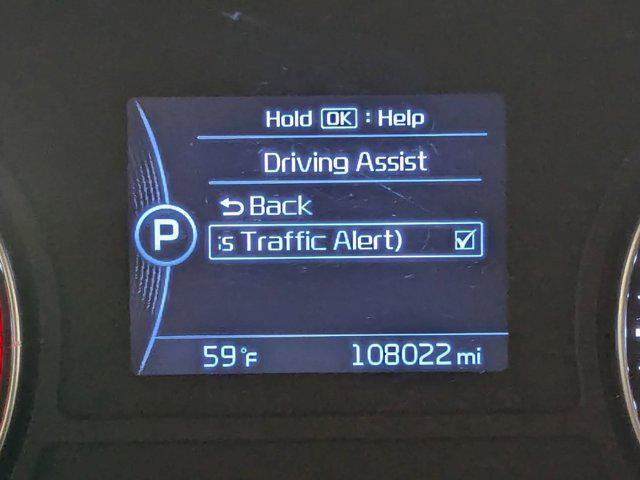 Hold OK : Help
Driving Assist
Back
P
s Traffic Alert)
59°F 108022 mi